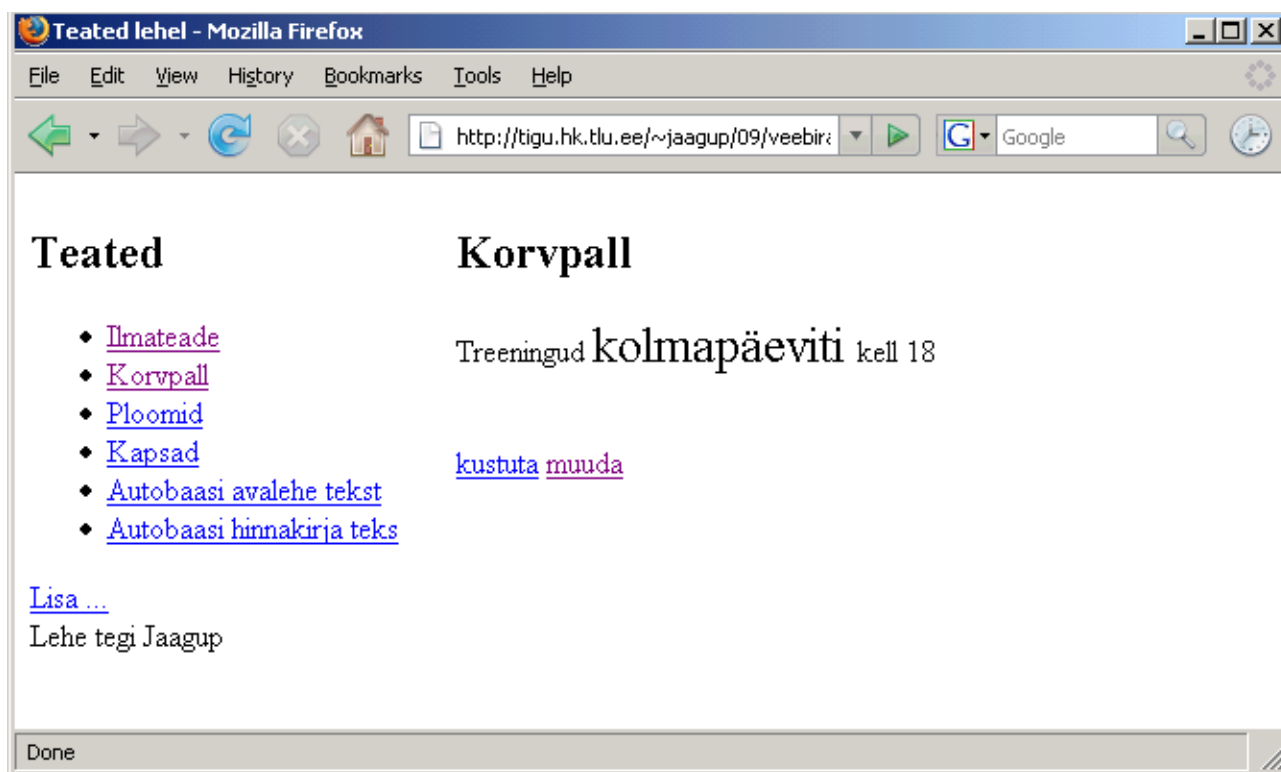 Teated lehel - Mozilla Firefox
File Edit View History Bookmarks Tools Help
http://tigu.hk.tlu.ee/~jaagup/09/veebira
G Google
Teated
Ilmateade
Korvpall
Ploomid
Kapsad
Autobaasi avalehe tekst
Autobaasi hinnakirja teks
Lisa ...
Lehe tegi Jaagup
Korvpall
Treeningud kolmapäeviti kell 18
kustuta muuda
Done